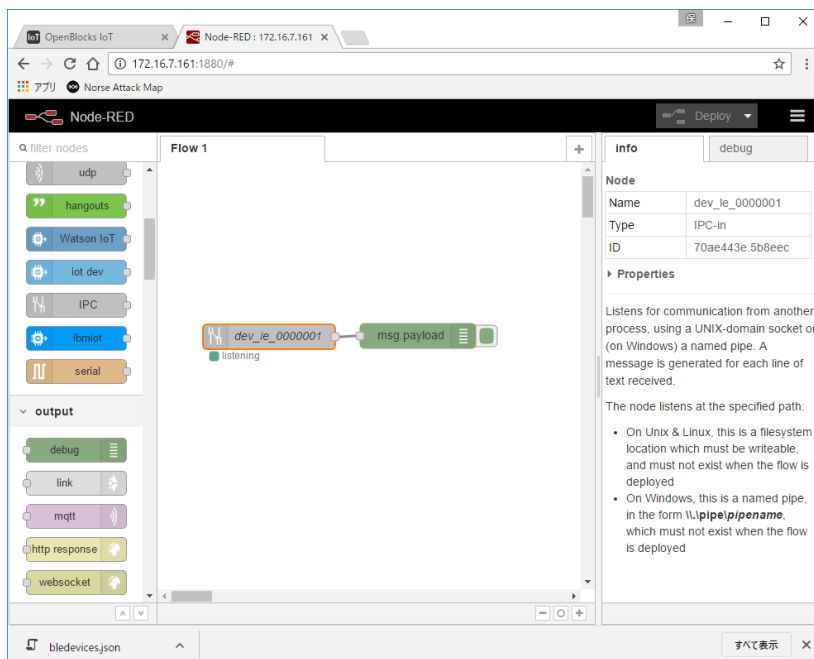 保
IoT OpenBlocks IoT
Node-RED : 172.16.7.161
172.16.7.161:1880/#
アプリ
Norse Attack Map
Node-RED
Deploy
filter nodes
udp
hangouts
Watson IoT
iot dev
IPC
ibmiot
serial
output
debug
link
mqtt
http response
websocket
Flow 1
dev_le_0000001
listening
msg.payload
info
debug
Node
Name dev_le_0000001
Type IPC-in
ID 70ae443e.5b8eec
Properties
Listens for communication from another
process, using a UNIX-domain socket or
(on Windows) a named pipe. A
message is generated for each line of
text received.
The node listens at the specified path:
• On Unix & Linux, this is a filesystem
location which must be writeable,
and must not exist when the flow is
deployed
• On Windows, this is a named pipe,
in the form \\.\pipe\pipename,
which must not exist when the flow
is deployed
bledevices.json
すべて表示